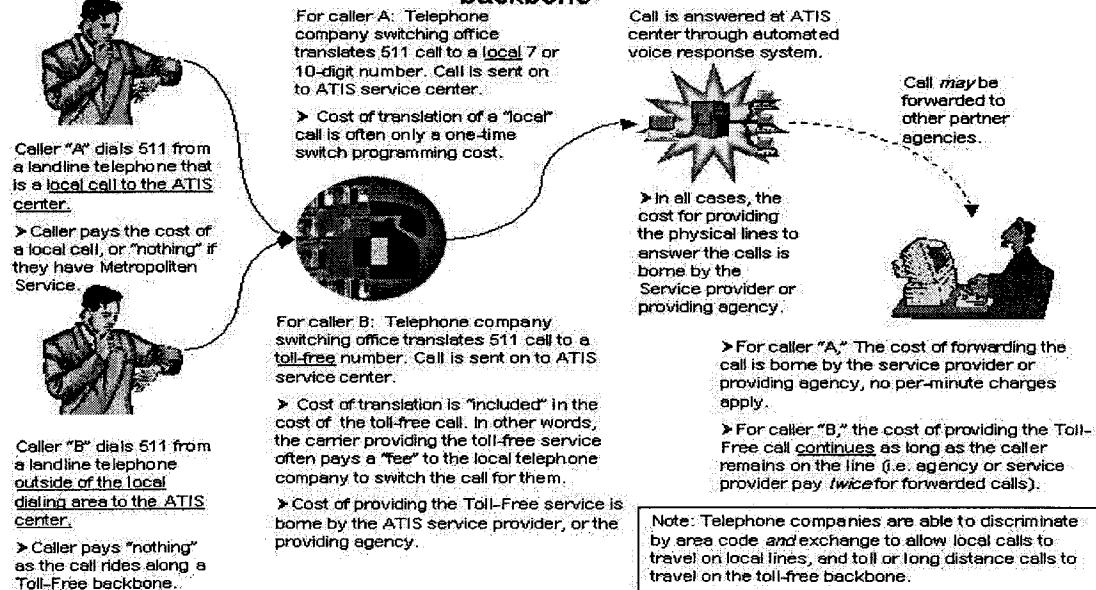 backbone
For caller A: Telephone
company switching office
translates 511 call to a local 7 or
10-digit number. Call is sent on
to ATIS service center.
➤ Cost of translation of a "local"
call is often only a one-time
switch programming cost.
Call is answered at ATIS
center through automated
voice response system.
Call may be
forwarded to
other partner
agencies.
Caller "A" dials 511 from
a landline telephone that
is a local call to the ATIS
center.
➤ Caller pays the cost of
a local call, or "nothing" if
they have Metropolitan
Service.
➤ In all cases, the
cost for providing
the physical lines to
answer the calls is
borne by the
Service provider or
providing agency.
For caller B: Telephone company
switching office translates 511 call to a
toll-free number. Call is sent on to ATIS
service center.
➤ Cost of translation is "included" in the
cost of the toll-free call. In other words,
the carrier providing the toll-free service
often pays a "fee" to the local telephone
company to switch the call for them.
➤ Cost of providing the Toll-Free service is
borne by the ATIS service provider, or the
providing agency.
➤ For caller "A," The cost of forwarding the
call is borne by the service provider or
providing agency, no per-minute charges
apply.
➤ For caller "B," the cost of providing the Toll-
Free call continues as long as the caller
remains on the line (i.e. agency or service
provider pay twice for forwarded calls).
Caller "B" dials 511 from
a landline telephone
outside of the local
dialing area to the ATIS
center.
➤ Caller pays "nothing"
as the call rides along a
Toll-Free backbone.
Note: Telephone companies are able to discriminate
by area code and exchange to allow local calls to
travel on local lines, and toll or long distance calls to
travel on the toll-free backbone.